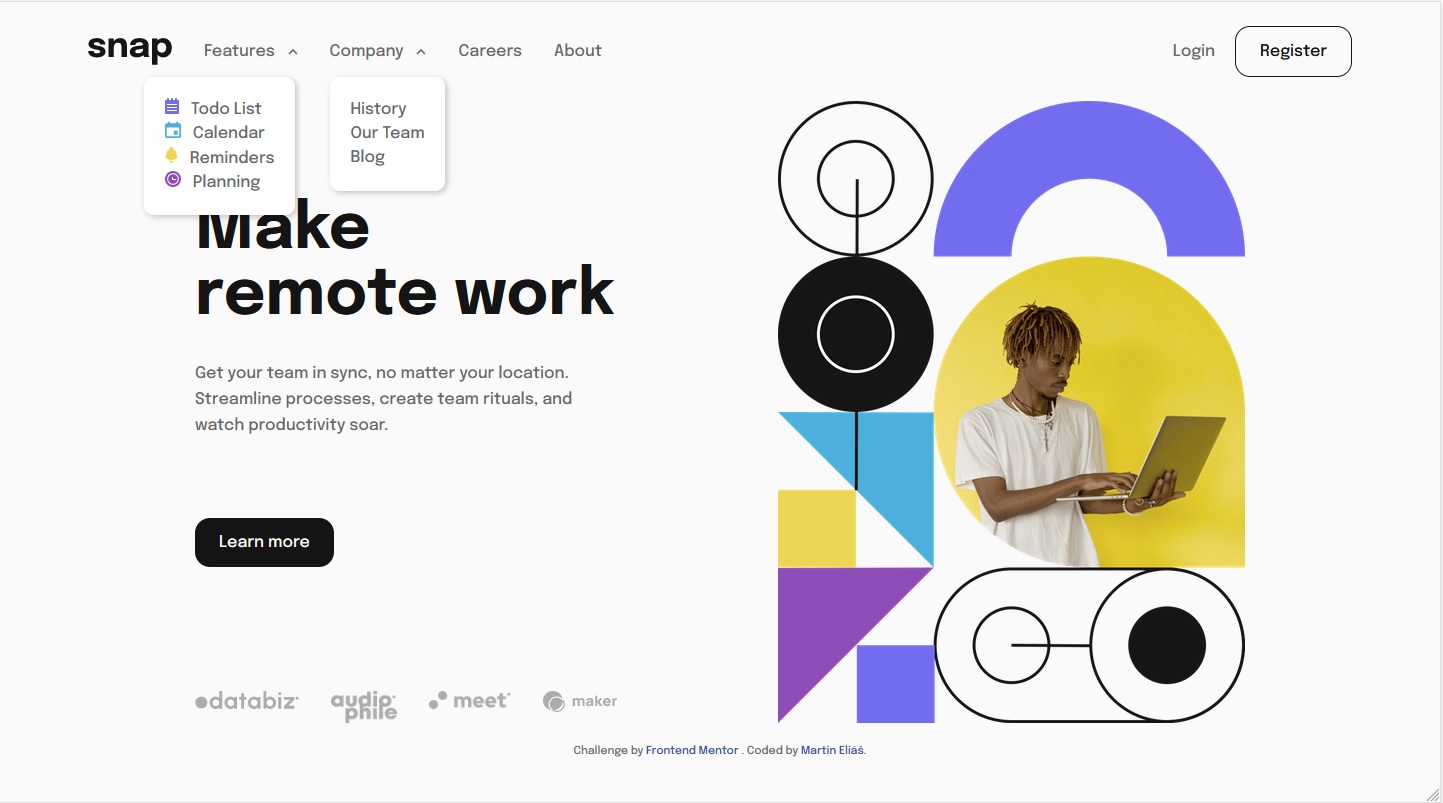 snap Features Company Careers About Login Register
Todo List
Calendar
Reminders
Planning
History
Our Team
Blog
Make
remote work
Get your team in sync, no matter your location.
Streamline processes, create team rituals, and
watch productivity soar.
Learn more
databiz audiophile meet maker
Challenge by Frontend Mentor . Coded by Martin Eliáš.